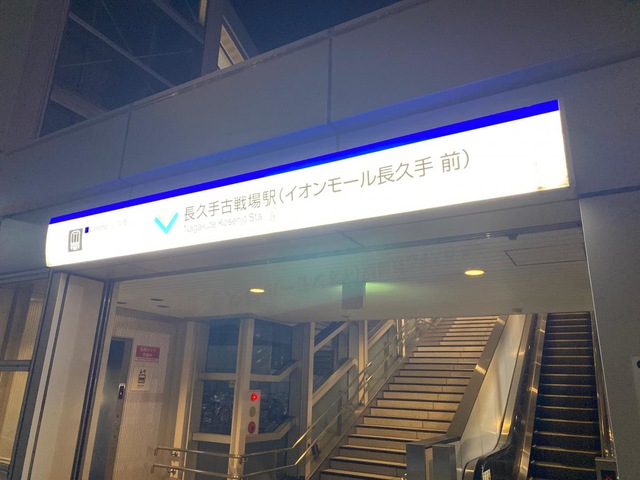 長久手古戦場駅(イオンモール長久手 前)
Nagakute Kosenjo Sta.